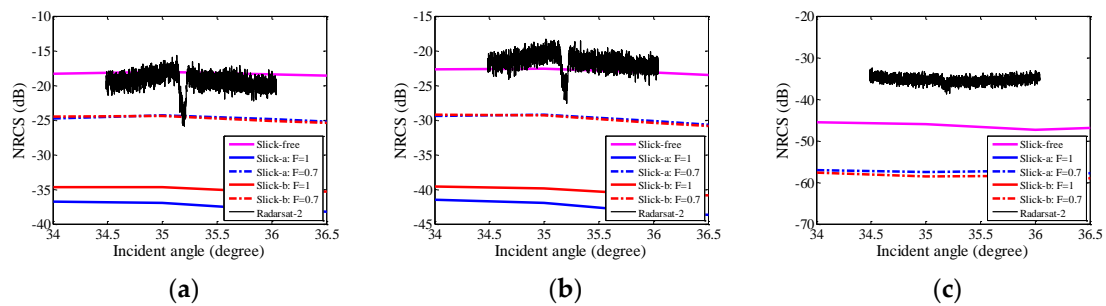 -10
-15
-20
-25
-30
-35
-40
NRCS (dB)
34 34.5 35 35.5 36 36.5
Incident angle (degree)
Slick-free
Slick-a: F=1
Slick-a: F=0.7
Slick-b: F=1
Slick-b: F=0.7
Radarsat-2
(a)
-15
-20
-25
-30
-35
-40
-45
NRCS (dB)
34 34.5 35 35.5 36 36.5
Incident angle (degree)
Slick-free
Slick-a: F=1
Slick-a: F=0.7
Slick-b: F=1
Slick-b: F=0.7
Radarsat-2
(b)
-20
-30
-40
-50
-60
-70
NRCS (dB)
34 34.5 35 35.5 36 36.5
Incident angle (degree)
Slick-free
Slick-a: F=1
Slick-a: F=0.7
Slick-b: F=1
Slick-b: F=0.7
Radarsat-2
(c)